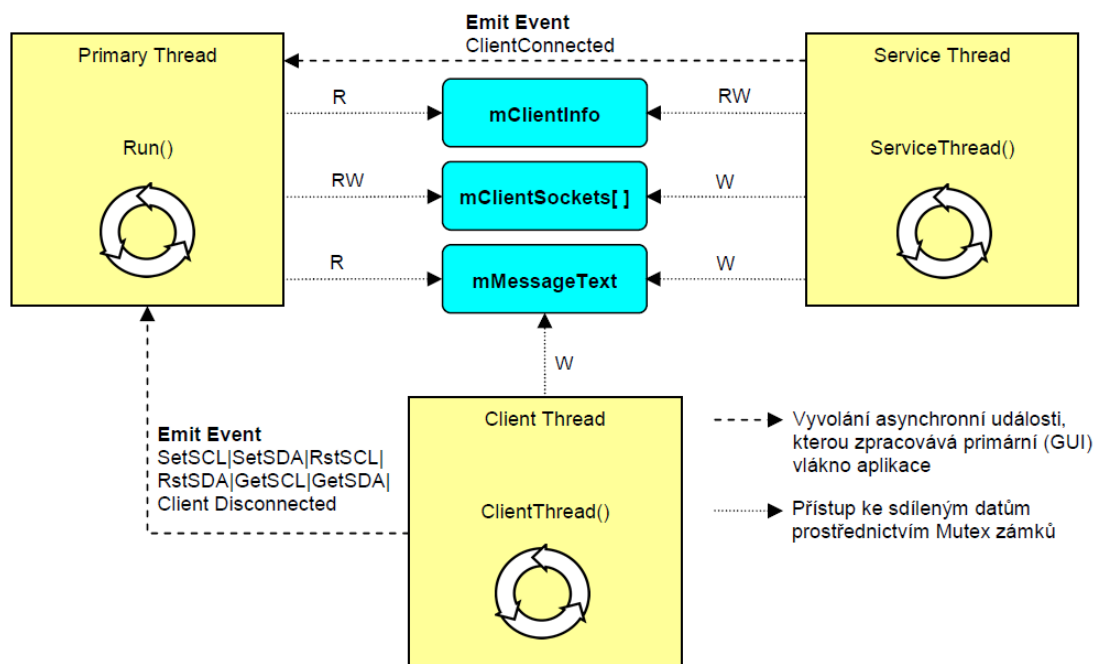 Emit Event
ClientConnected
Primary Thread
Service Thread
R
mClientInfo
RW
Run()
ServiceThread()
RW
mClientSockets[ ]
W
R
mMessageText
W
W
Client Thread
Emit Event
SetSCL|SetSDA|RstSCL|
RstSDA|GetSCL|GetSDA|
Client Disconnected
ClientThread()
Vyvolání asynchronní události,
kterou zpracovává primární (GUI)
vlákno aplikace
Přístup ke sdíleným datům
prostřednictvím Mutex zámků